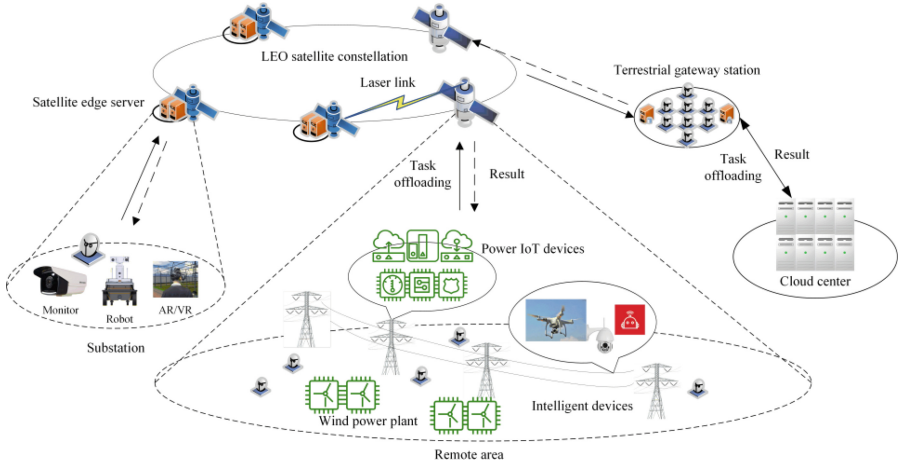 LEO satellite constellation
Laser link
Terrestrial gateway station
Satellite edge server
Task
offloading
Result
Task
offloading
Result
Power IoT devices
Cloud center
Monitor
Robot
AR/VR
Substation
Wind power plant
Intelligent devices
Remote area